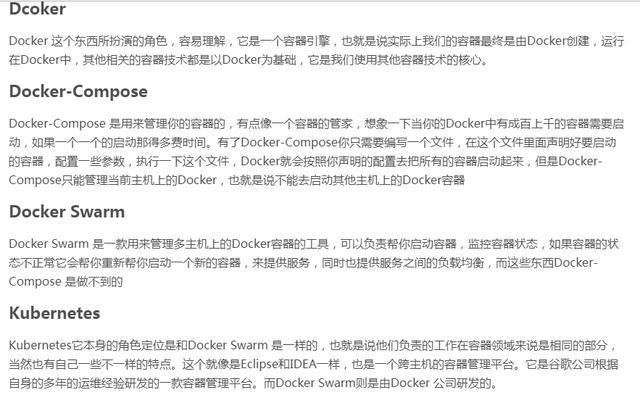 Dcoker
Docker 这个东西所扮演的角色，容易理解，它是一个容器引擎，也就是说实际上我们的容器最终是由Docker创建，运行
在Docker中，其他相关的容器技术都是以Docker为基础，它是我们使用其他容器技术的核心。
Docker-Compose
Docker-Compose 是用来管理你的容器的，有点像一个容器的管家，想象一下当你的Docker中有成百上千的容器需要启
动，如果一个一个的启动那得多费时间。有了Docker-Compose你只需要编写一个文件，在这个文件里面声明好要启动
的容器，配置一些参数，执行一下这个文件，Docker就会按照你声明的配置去把所有的容器启动起来，但是Docker-
Compose只能管理当前主机上的Docker，也就是说不能去启动其他主机上的Docker容器
Docker Swarm
Docker Swarm 是一款用来管理多主机上的Docker容器的工具，可以负责帮你启动容器，监控容器状态，如果容器的状
态不正常它会帮你重新帮你启动一个新的容器，来提供服务，同时也提供服务之间的负载均衡，而这些东西Docker-
Compose 是做不到的
Kubernetes
Kubernetes它本身的角色定位是和Docker Swarm 是一样的，也就是说他们负责的工作在容器领域来说是相同的部分，
当然也有自己一些不一样的特点。这个就像是Eclipse和IDEA一样，也是一个跨主机的容器管理平台。它是谷歌公司根据
自身的多年的运维经验研发的一款容器管理平台。而Docker Swarm则是由Docker 公司研发的。